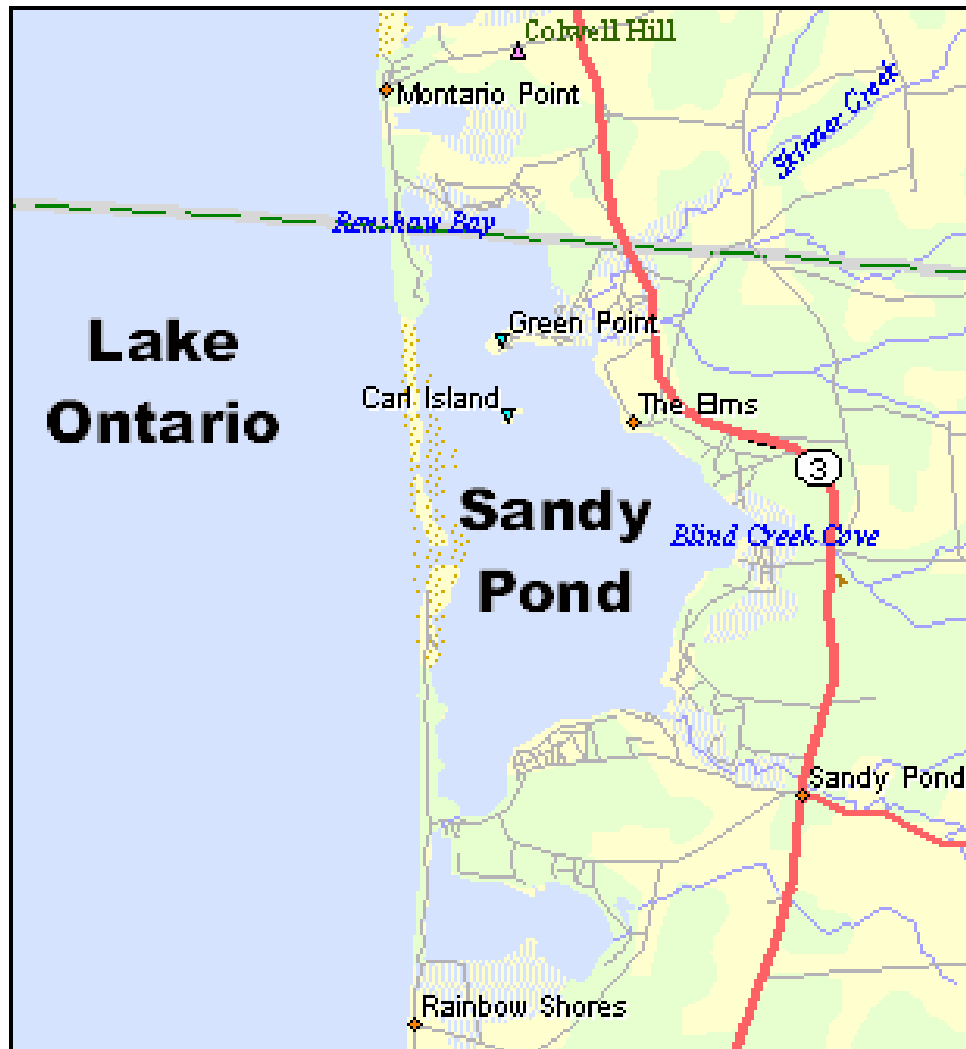 Colwell Hill
Montario Point
Skinner Creek
Renshaw Bay
Green Point
Lake
Ontario
Carl Island
The Elms
3
Sandy
Pond
Blind Creek Cove
Sandy Pond
Rainbow Shores